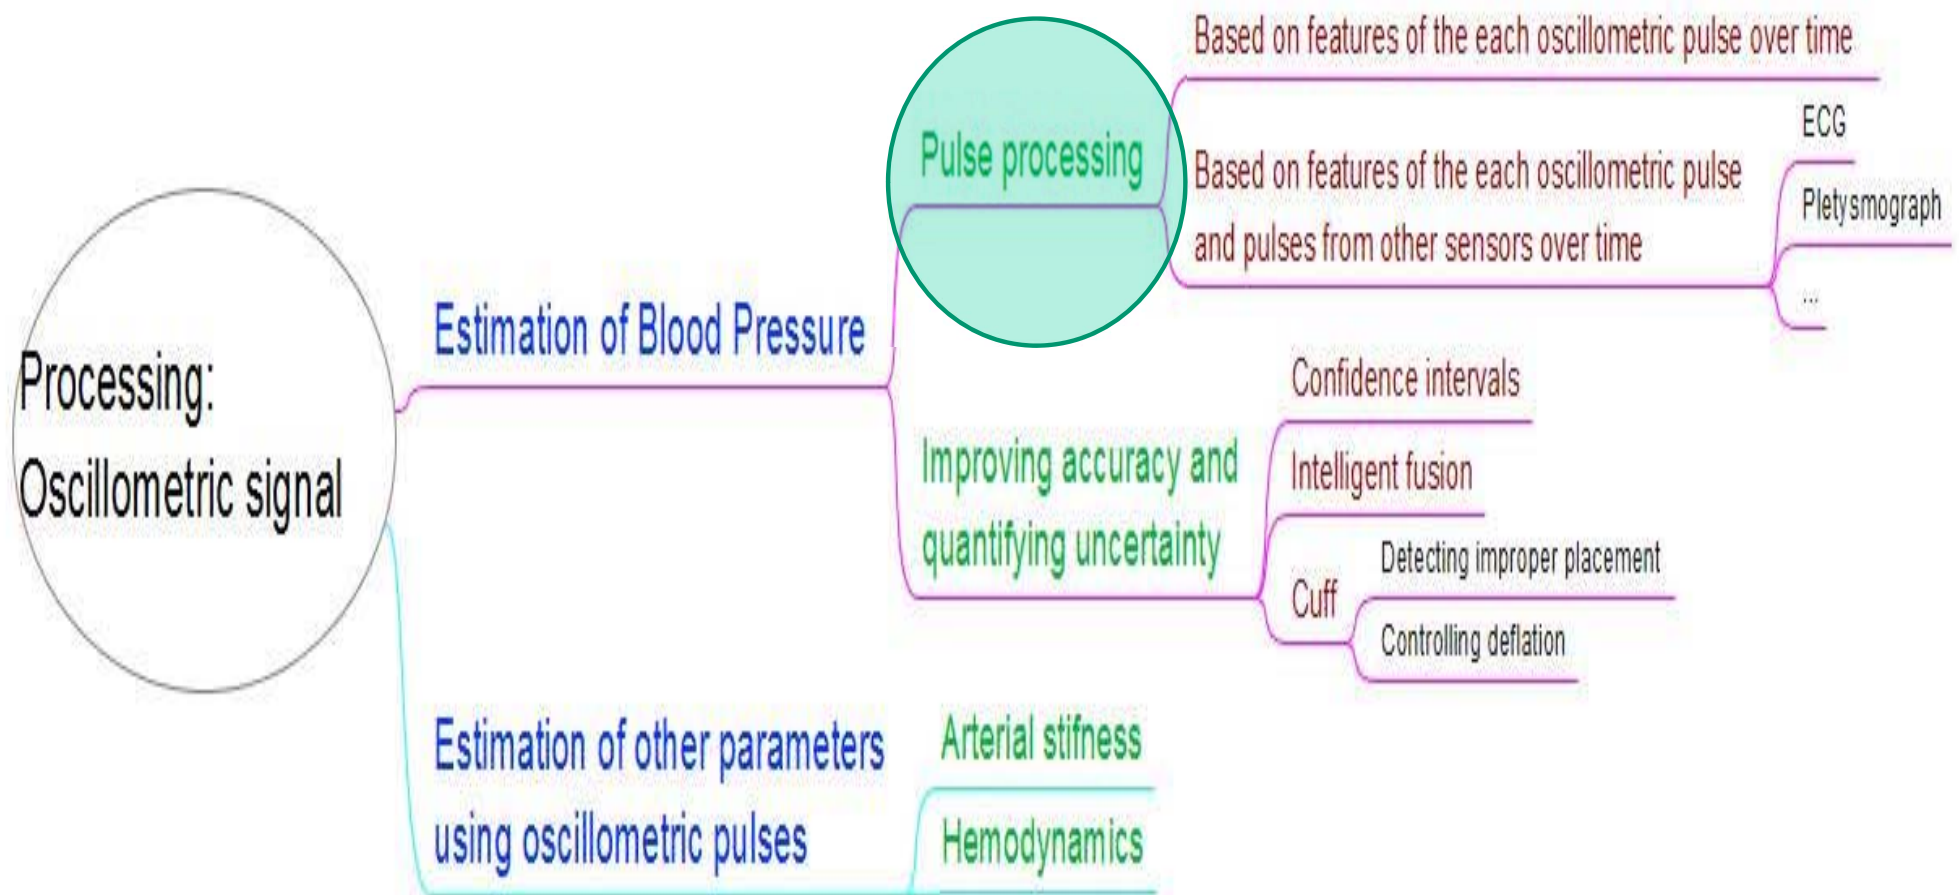 Processing:
Oscillometric signal
Estimation of Blood Pressure
Pulse processing
Based on features of the each oscillometric pulse over time
Based on features of the each oscillometric pulse
and pulses from other sensors over time
ECG
Pletysmograph
...
Improving accuracy and
quantifying uncertainty
Confidence intervals
Intelligent fusion
Cuff
Detecting improper placement
Controlling deflation
Estimation of other parameters
using oscillometric pulses
Arterial stifness
Hemodynamics